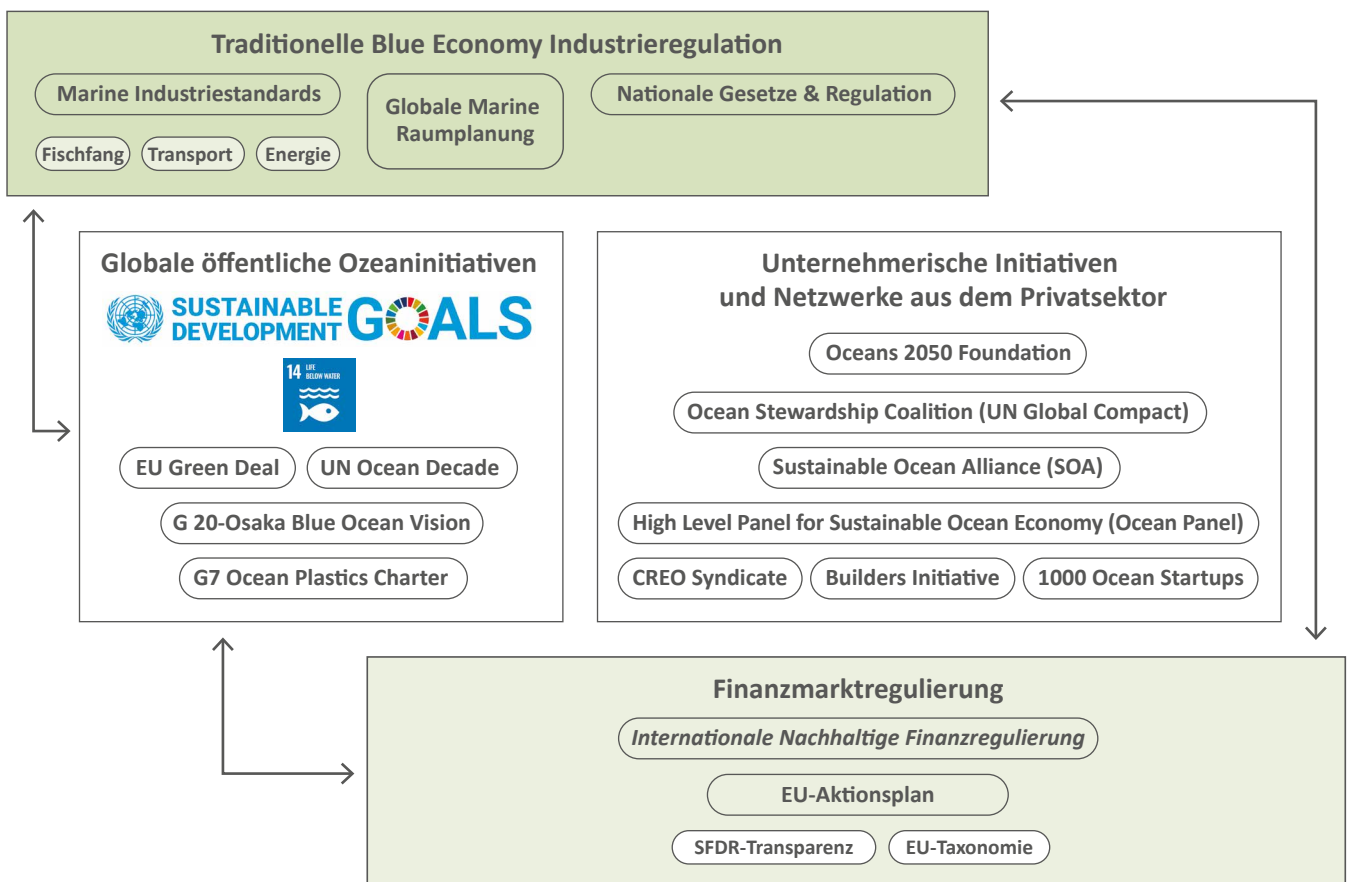 Traditionelle Blue Economy Industrieregulation
Marine Industriestandards
Globale Marine
Raumplanung
Nationale Gesetze & Regulation
Fischfang
Transport
Energie
Globale öffentliche Ozeaninitiativen
SUSTAINABLE
DEVELOPMENT
GOALS
14 LIFE
BELOW WATER
EU Green Deal
UN Ocean Decade
G 20-Osaka Blue Ocean Vision
G7 Ocean Plastics Charter
Unternehmerische Initiativen
und Netzwerke aus dem Privatsektor
Oceans 2050 Foundation
Ocean Stewardship Coalition (UN Global Compact)
Sustainable Ocean Alliance (SOA)
High Level Panel for Sustainable Ocean Economy (Ocean Panel)
CREO Syndicate
Builders Initiative
1000 Ocean Startups
Finanzmarktregulierung
Internationale Nachhaltige Finanzregulierung
EU-Aktionsplan
SFDR-Transparenz
EU-Taxonomie